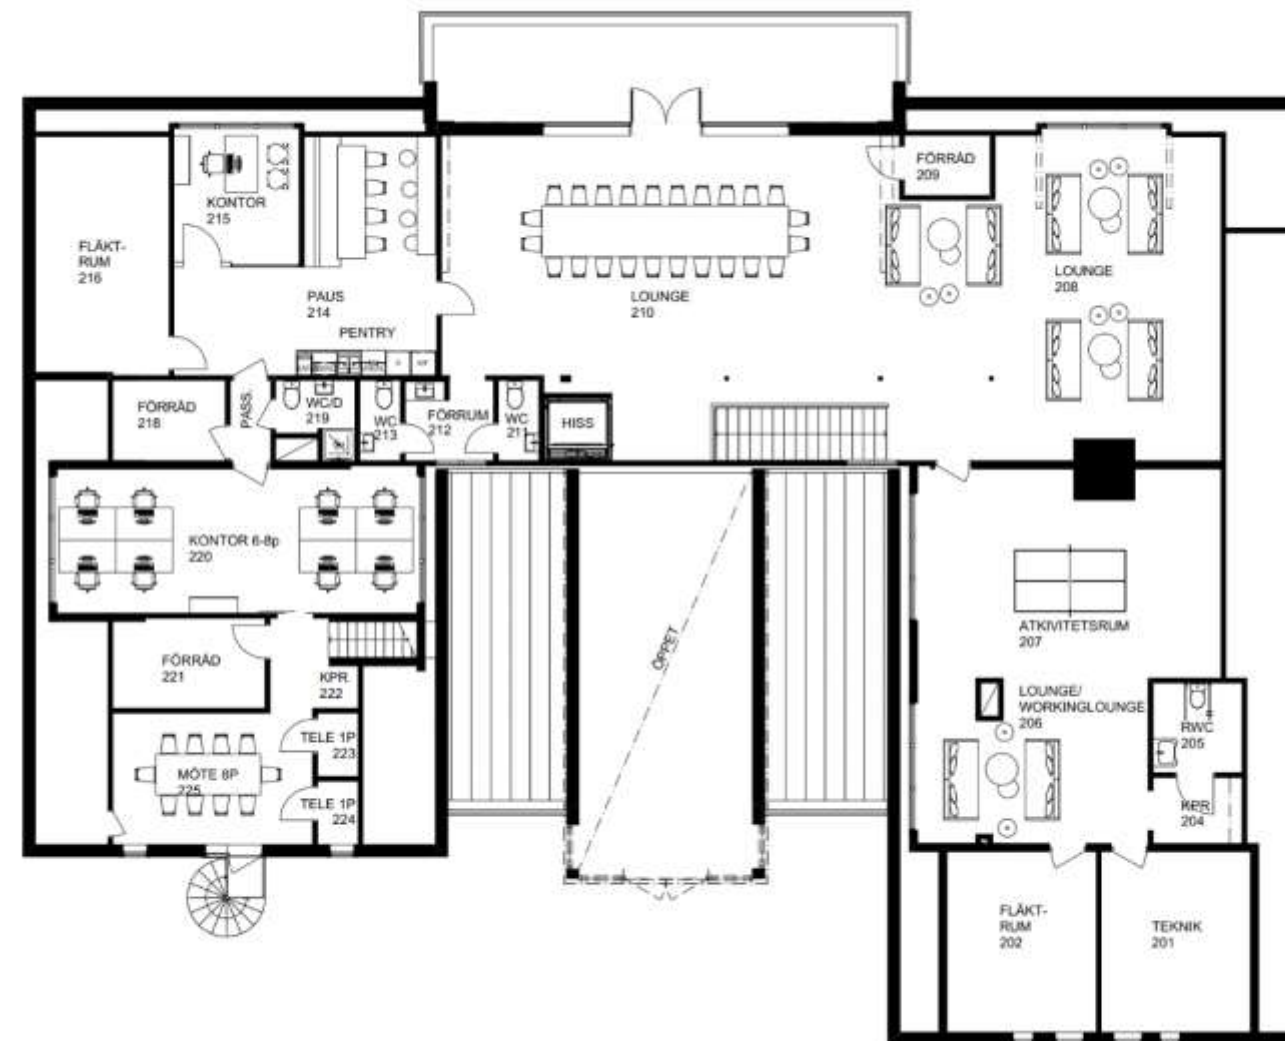 FÖRRÅD
209
KONTOR
215
FLÄKT-
RUM
216
LOUNGE
208
PAUS
214
LOUNGE
210
PENTRY
PASS.
FÖRRÅD
218
WC/D
219
WC
213
FÖRRUM
212
WC
211
HISS
KONTOR 6-8p
220
ÖPPET
ATKIVITETSRUM
207
FÖRRÅD
221
KPR
222
LOUNGE/
WORKINGLOUNGE
206
RWC
205
TELE 1P
223
MÖTE 8P
225
TELE 1P
224
KPR
204
FLÄKT-
RUM
202
TEKNIK
201